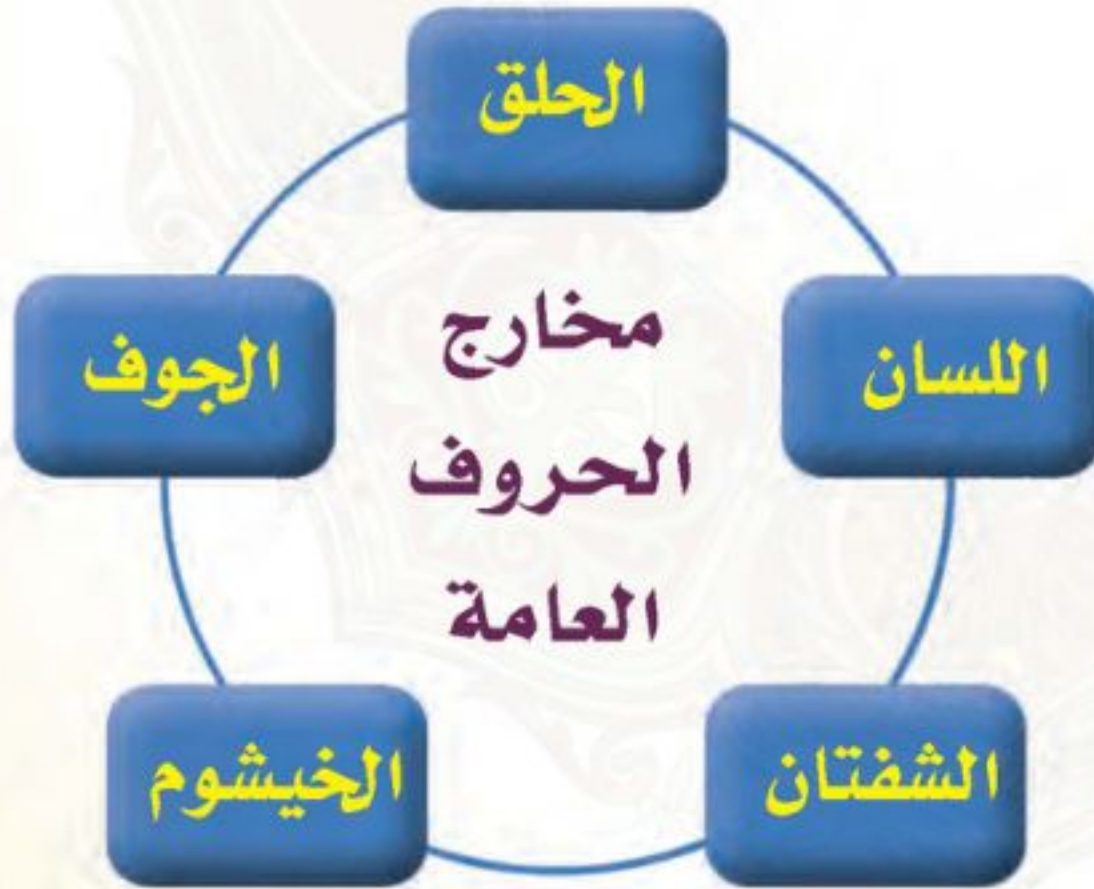 الحلق
اللسان
الشفتان
الخيشوم
الجوف
مخارج
الحروف
العامة